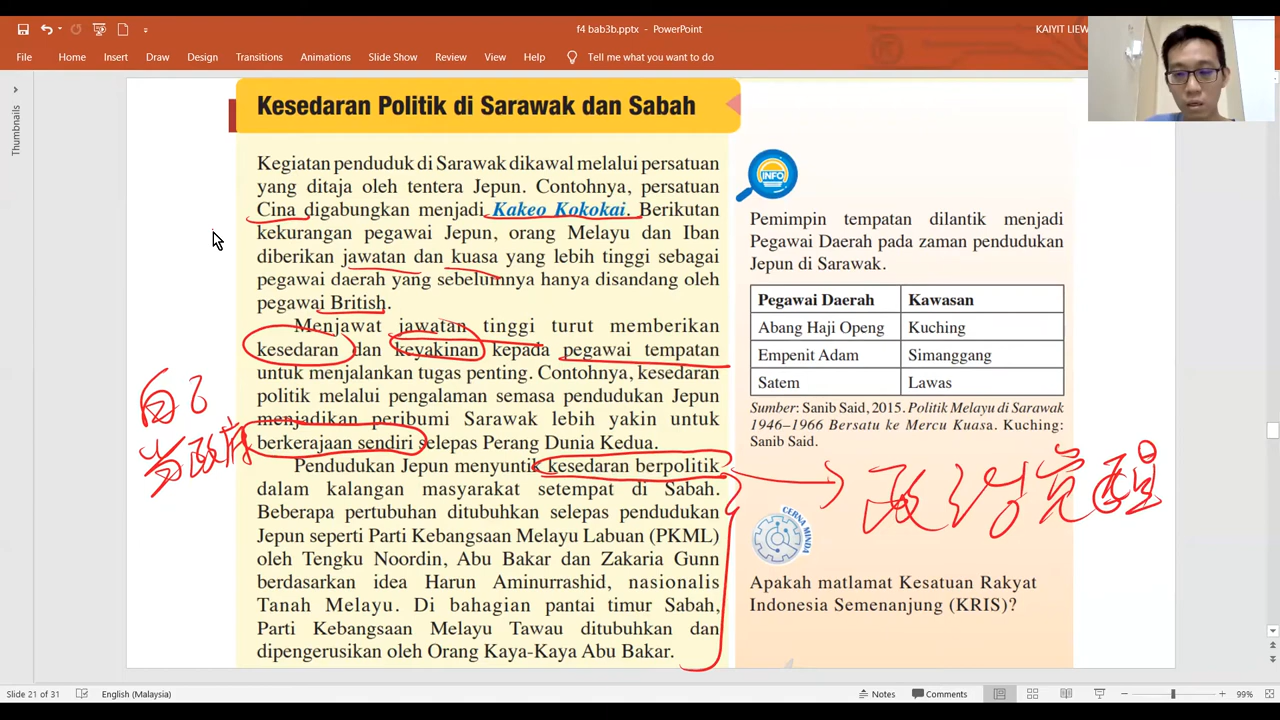 f4 bab3b.pptx - PowerPoint
KAIYIT LIEW
File Home Insert Draw Design Transitions Animations Slide Show Review View Help Tell me what you want to do
Thumbnails
Kesedaran Politik di Sarawak dan Sabah
Kegiatan penduduk di Sarawak dikawal melalui persatuan
yang ditaja oleh tentera Jepun. Contohnya, persatuan
Cina digabungkan menjadi Kakeo Kokokai. Berikutan
kekurangan pegawai Jepun, orang Melayu dan Iban
diberikan jawatan dan kuasa yang lebih tinggi sebagai
pegawai daerah yang sebelumnya hanya disandang oleh
pegawai British.
Menjawat jawatan tinggi turut memberikan
kesedaran dan keyakinan kepada pegawai tempatan
untuk menjalankan tugas penting. Contohnya, kesedaran
politik melalui pengalaman semasa pendudukan Jepun
menjadikan peribumi Sarawak lebih yakin untuk
berkerajaan sendiri selepas Perang Dunia Kedua.
Pendudukan Jepun menyuntik kesedaran berpolitik
dalam kalangan masyarakat setempat di Sabah.
Beberapa pertubuhan ditubuhkan selepas pendudukan
Jepun seperti Parti Kebangsaan Melayu Labuan (PKML)
oleh Tengku Noordin, Abu Bakar dan Zakaria Gunn
berdasarkan idea Harun Aminurrashid, nasionalis
Tanah Melayu. Di bahagian pantai timur Sabah,
Parti Kebangsaan Melayu Tawau ditubuhkan dan
dipengerusikan oleh Orang Kaya-Kaya Abu Bakar.
自己
当政府
政治觉醒
INFO
Pemimpin tempatan dilantik menjadi
Pegawai Daerah pada zaman pendudukan
Jepun di Sarawak.
Pegawai Daerah Kawasan
Abang Haji Openg Kuching
Empenit Adam Simanggang
Satem Lawas
Sumber: Sanib Said, 2015. Politik Melayu di Sarawak
1946–1966 Bersatu ke Mercu Kuasa. Kuching:
Sanib Said.
CERNA MINDA
Apakah matlamat Kesatuan Rakyat
Indonesia Semenanjung (KRIS)?
Slide 21 of 31 English (Malaysia) Notes Comments 99%